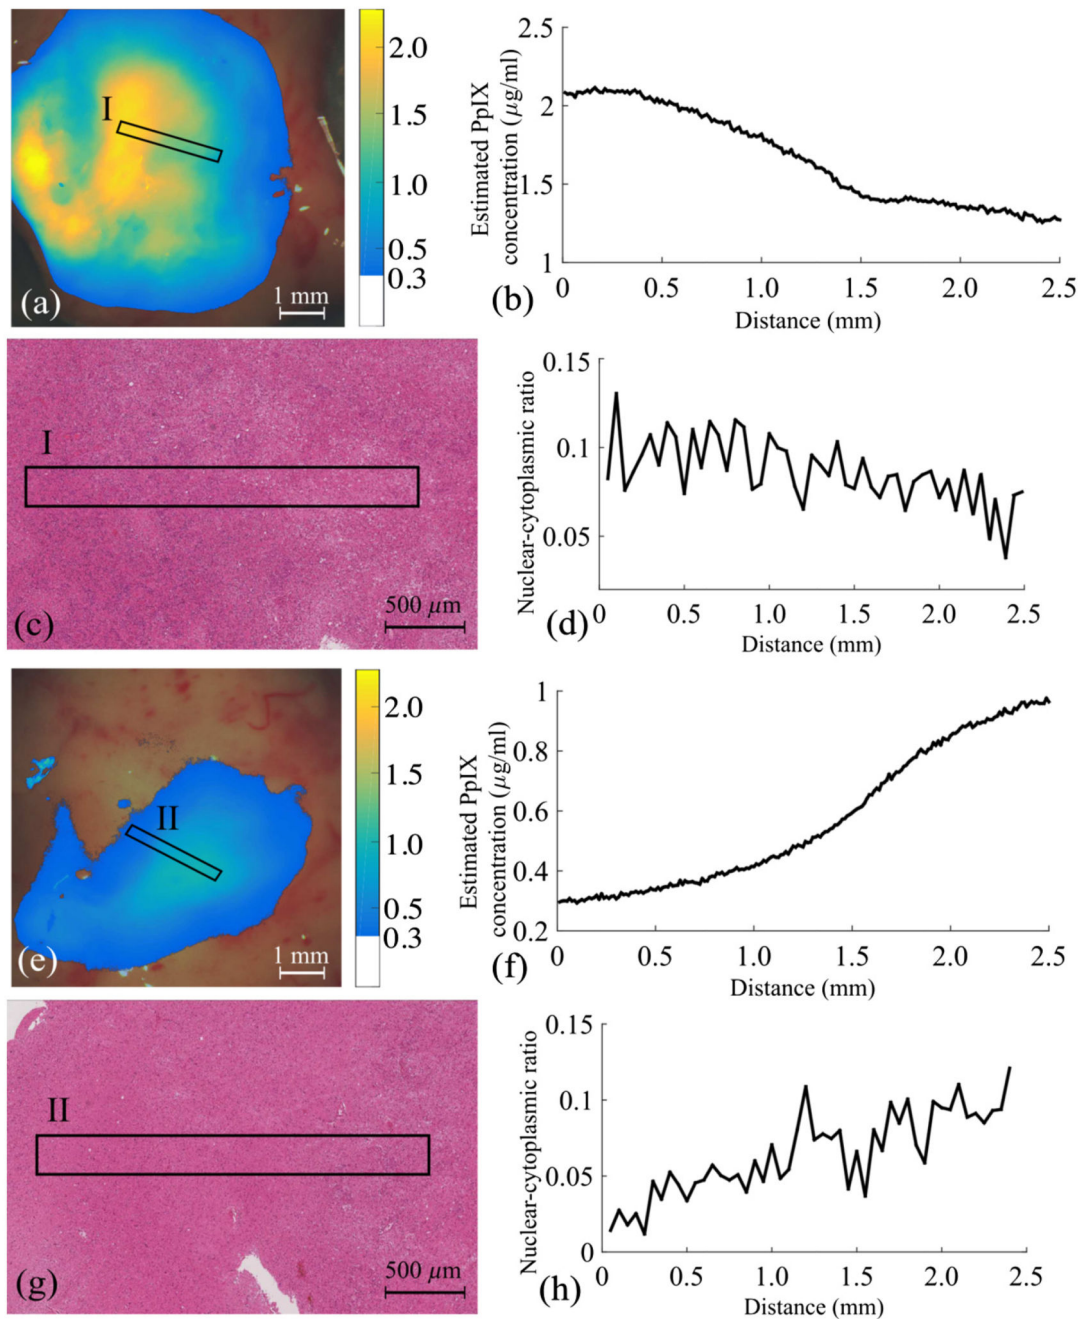 I
(a)
1 mm
2.0
1.5
1.0
0.5
0.3
Estimated PpIX
concentration (μg/ml)
2.5
2
1.5
1
0
0.5
1.0
1.5
2.0
2.5
Distance (mm)
(b)
I
(c)
500 μm
Nuclear-cytoplasmic ratio
0.15
0.1
0.05
0
0.5
1.0
1.5
2.0
2.5
Distance (mm)
(d)
II
(e)
1 mm
2.0
1.5
1.0
0.5
0.3
Estimated PpIX
concentration (μg/ml)
1
0.8
0.6
0.4
0.2
0
0.5
1.0
1.5
2.0
2.5
Distance (mm)
(f)
II
(g)
500 μm
Nuclear-cytoplasmic ratio
0.15
0.1
0.05
0
0
0.5
1.0
1.5
2.0
2.5
Distance (mm)
(h)